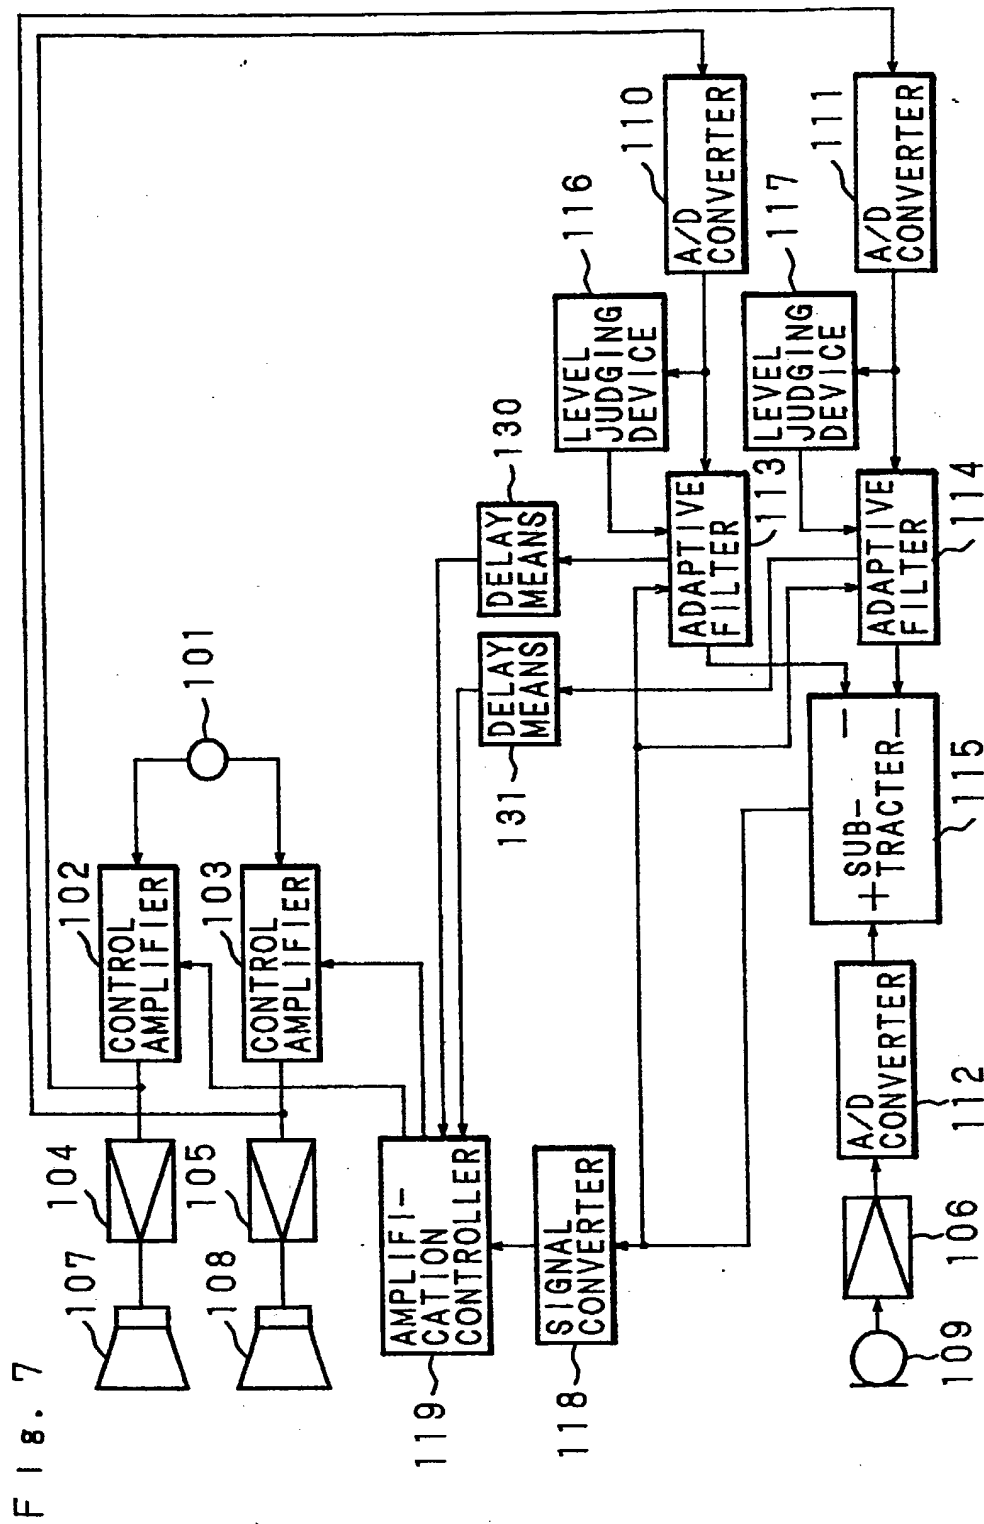 Fig. 7
107
104
102
CONTROL
AMPLIFIER
101
108
105
103
CONTROL
AMPLIFIER
119
AMPLIFI-
CATION
CONTROLLER
131
DELAY
MEANS
130
DELAY
MEANS
118
SIGNAL
CONVERTER
116
LEVEL
JUDGING
DEVICE
110
A/D
CONVERTER
113
ADAPTIVE
FILTER
117
LEVEL
JUDGING
DEVICE
111
A/D
CONVERTER
114
ADAPTIVE
FILTER
109
106
112
A/D
CONVERTER
115
+
SUB-
TRACTER
−
−